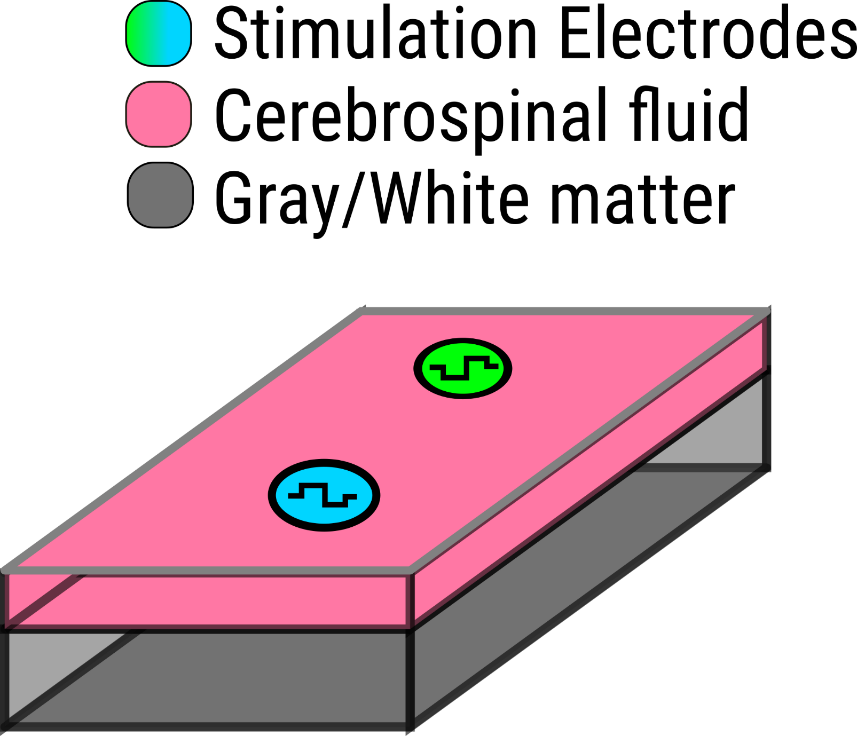 Stimulation Electrodes
Cerebrospinal fluid
Gray/White matter